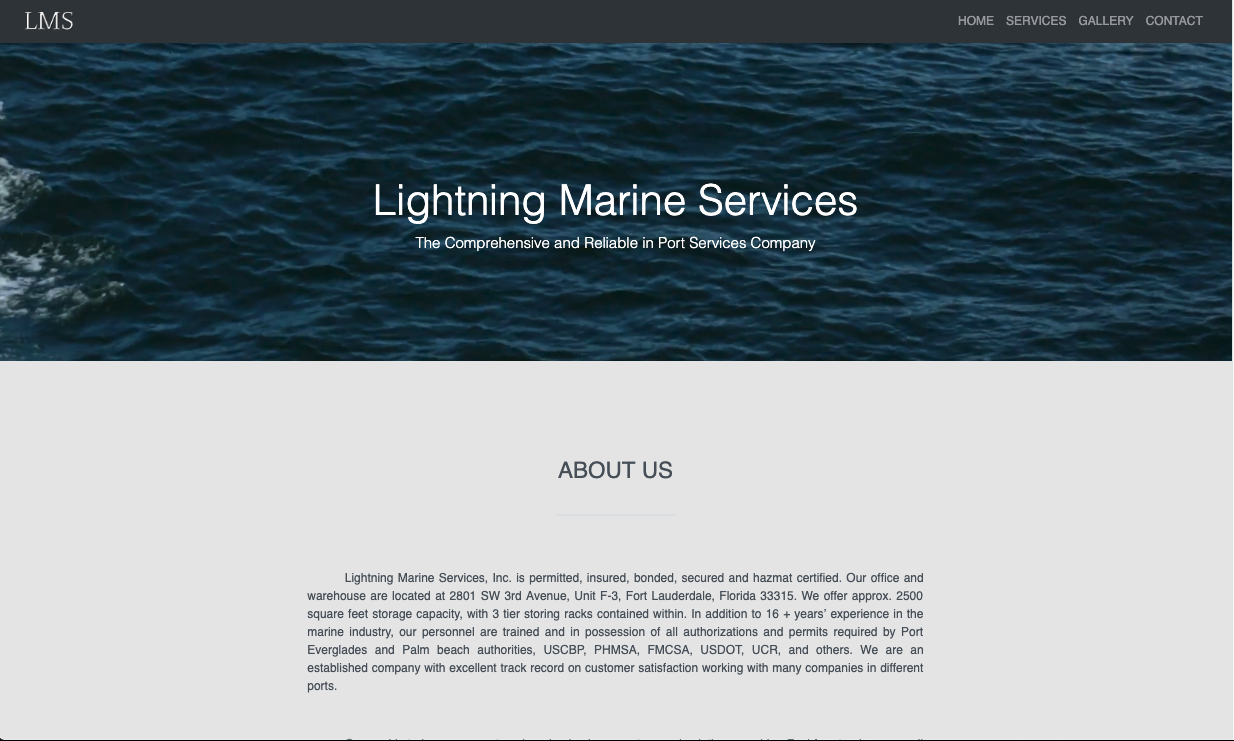 LMS
HOME SERVICES GALLERY CONTACT
Lightning Marine Services
The Comprehensive and Reliable in Port Services Company
ABOUT US
Lightning Marine Services, Inc. is permitted, insured, bonded, secured and hazmat certified. Our office and
warehouse are located at 2801 SW 3rd Avenue, Unit F-3, Fort Lauderdale, Florida 33315. We offer approx. 2500
square feet storage capacity, with 3 tier storing racks contained within. In addition to 16 + years’ experience in the
marine industry, our personnel are trained and in possession of all authorizations and permits required by Port
Everglades and Palm beach authorities, USCBP, PHMSA, FMCSA, USDOT, UCR, and others. We are an
established company with excellent track record on customer satisfaction working with many companies in different
ports.